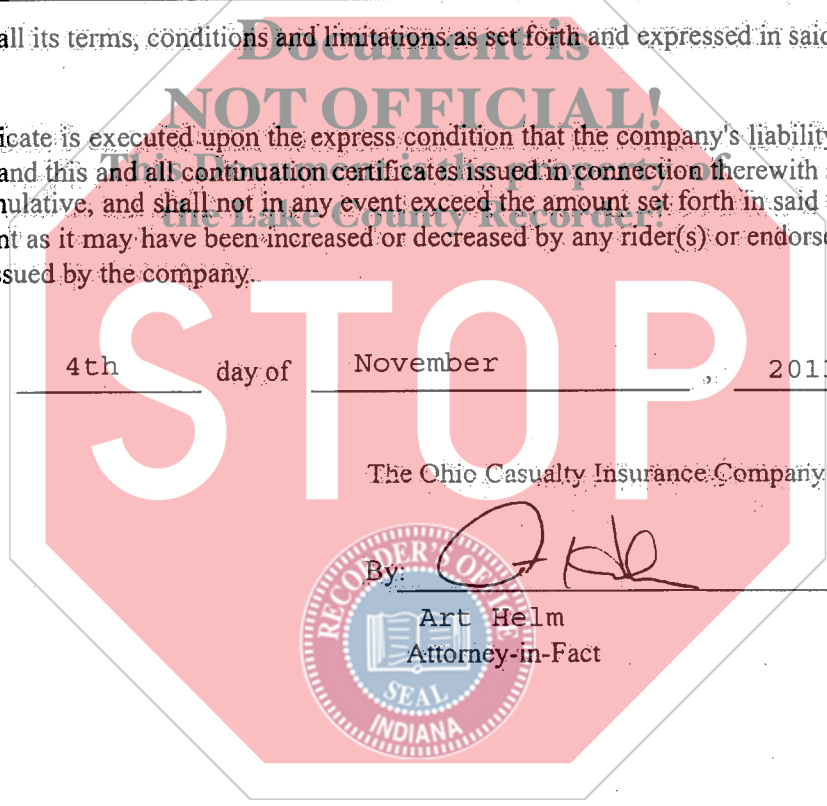 all its terms, conditions and limitations as set forth and expressed in said
Document is
NOT OFFICIAL!
icate is executed upon the express condition that the company's liability
This Document is the property of
and this and all continuation certificates issued in connection therewith
the Lake County Recorder!
nulative, and shall not in any event exceed the amount set forth in said
nt as it may have been increased or decreased by any rider(s) or endorse
ssued by the company.
STOP
4th day of November , 2013
The Ohio Casualty Insurance Company
By:
Art Helm
Attorney-in-Fact
RECORDER'S OFFICE
SEAL
INDIANA